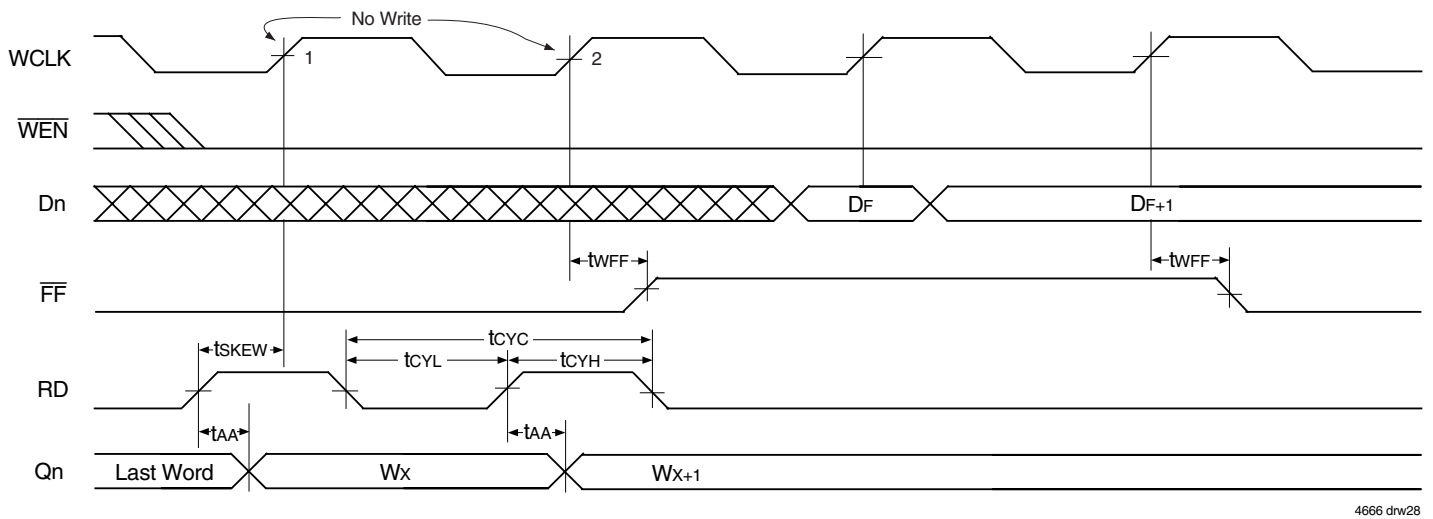 No Write
WCLK 1 2
WEN
Dn DF DF+1
tWFF tWFF
FF
tCYC
tSKEW tCYL tCYH
RD
tAA tAA
Qn Last Word WX WX+1
4666 drw28